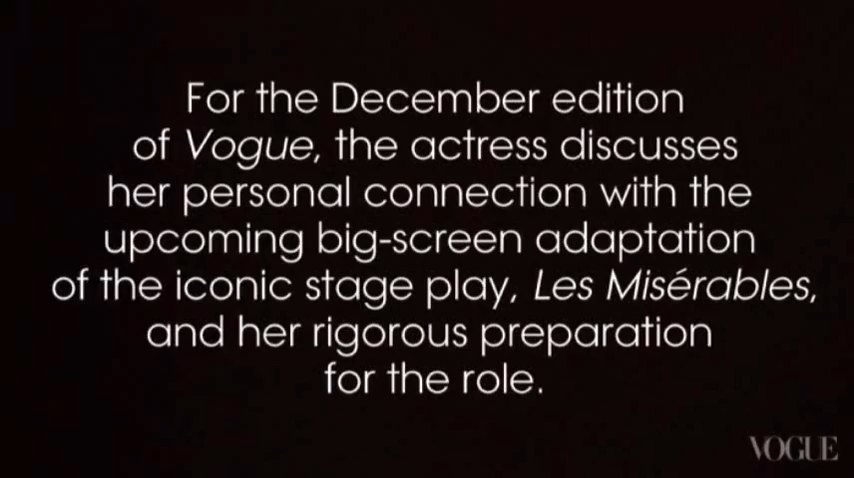 For the December edition
of Vogue, the actress discusses
her personal connection with the
upcoming big-screen adaptation
of the iconic stage play, Les Misérables,
and her rigorous preparation
for the role.
VOGUE